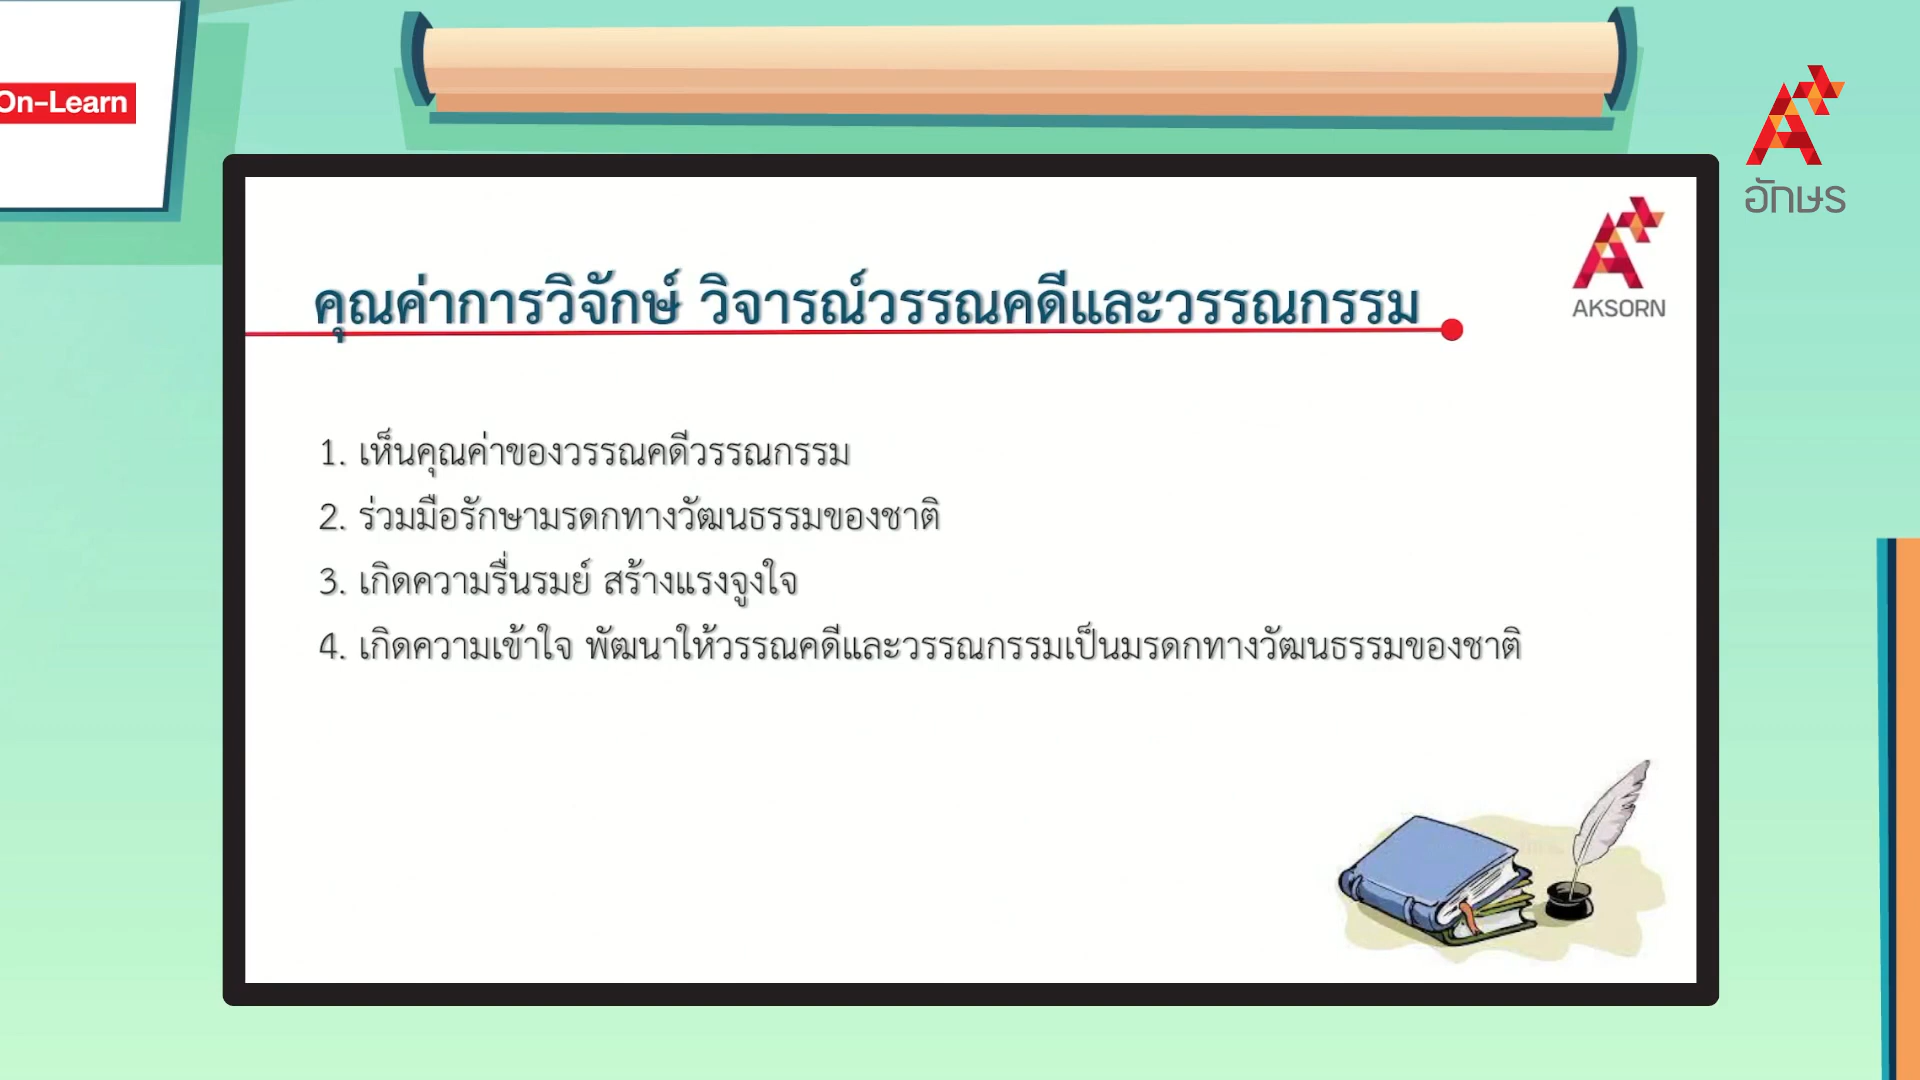 On-Learn
อักษร
AKSORN
คุณค่าการวิจักษ์ วิจารณ์วรรณคดีและวรรณกรรม
1. เห็นคุณค่าของวรรณคดีวรรณกรรม
2. ร่วมมือรักษามรดกทางวัฒนธรรมของชาติ
3. เกิดความรื่นรมย์ สร้างแรงจูงใจ
4. เกิดความเข้าใจ พัฒนาให้วรรณคดีและวรรณกรรมเป็นมรดกทางวัฒนธรรมของชาติ